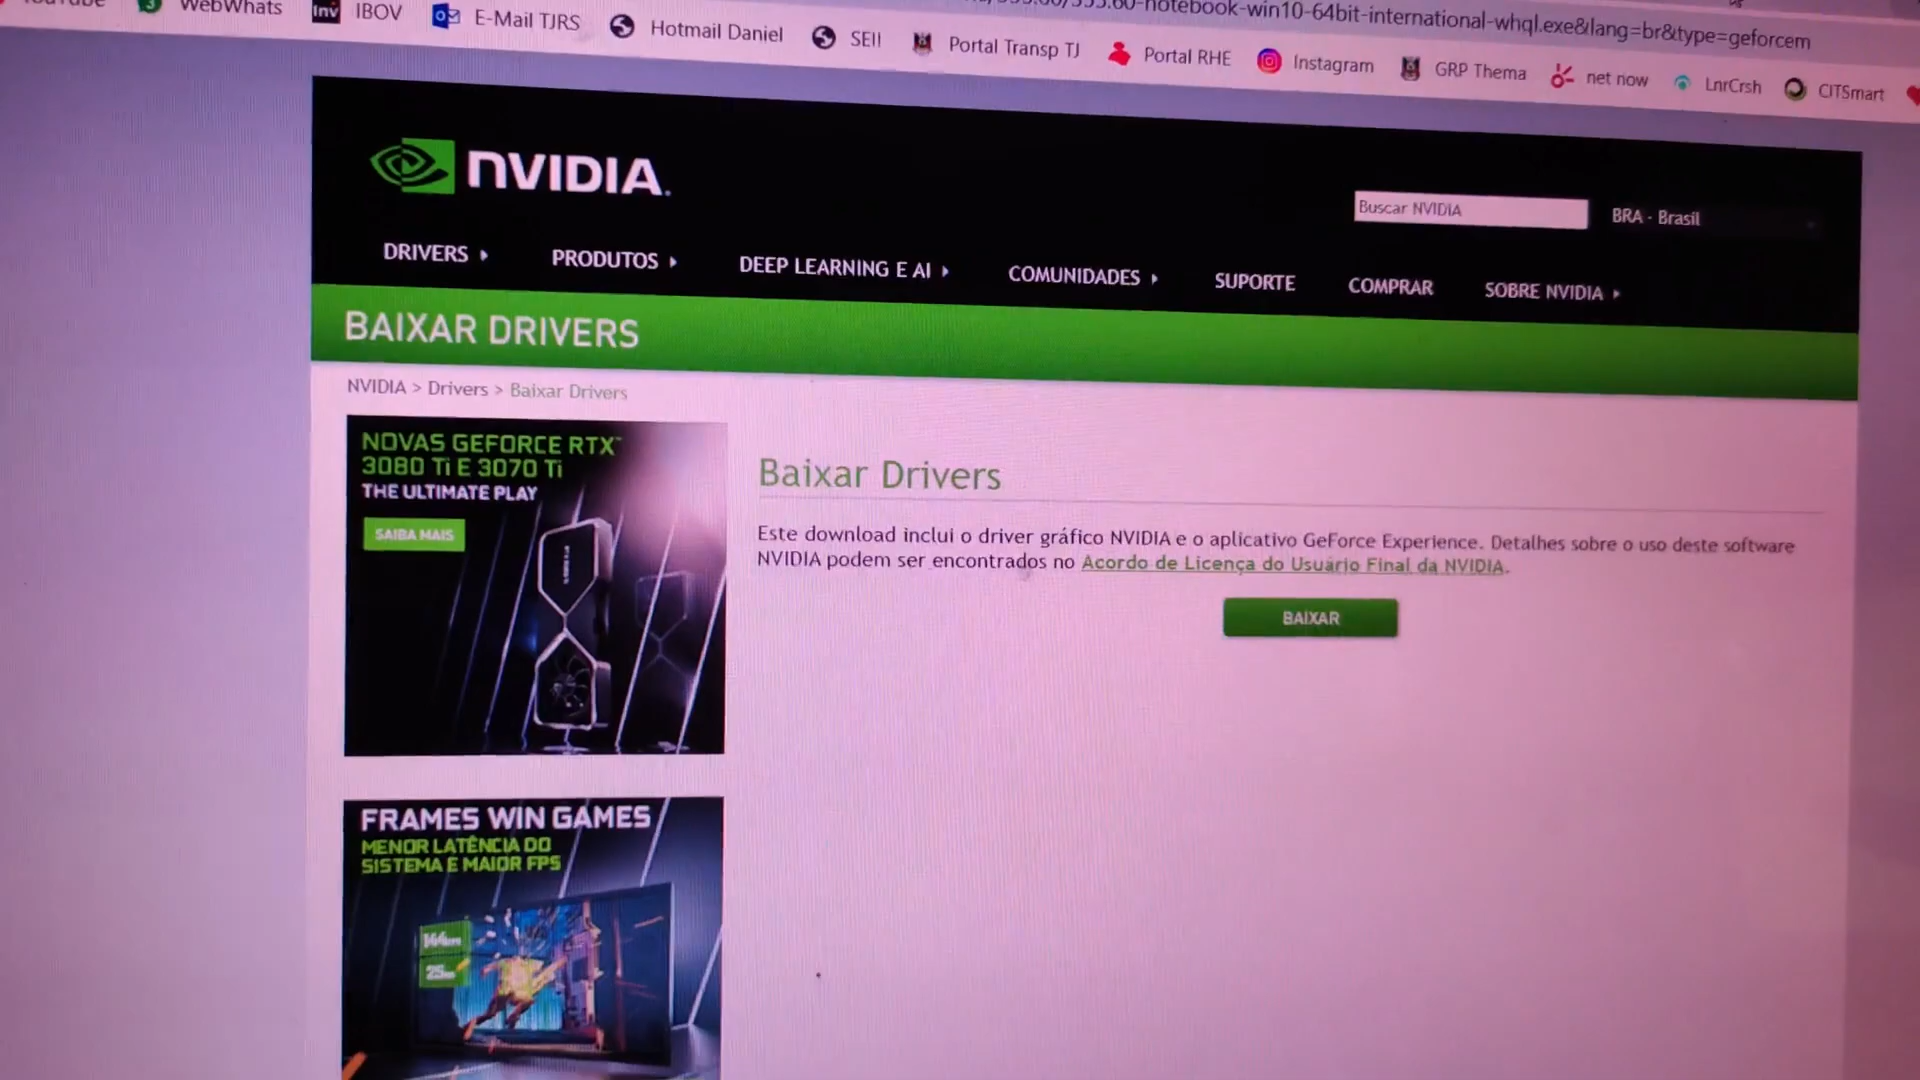 60-notebook-win10-64bit-international-whql.exe&lang=br&type=geforcem
WebWhats
Inv IBOV
E-Mail TJRS
Hotmail Daniel
SEII
Portal Transp TJ
Portal RHE
Instagram
GRP Thema
net now
LnrCrsh
CITSmart
NVIDIA.
Buscar NVIDIA
BRA - Brasil
DRIVERS
PRODUTOS
DEEP LEARNING E AI
COMUNIDADES
SUPORTE
COMPRAR
SOBRE NVIDIA
BAIXAR DRIVERS
NVIDIA > Drivers > Baixar Drivers
NOVAS GEFORCE RTX™
3080 Ti E 3070 Ti
THE ULTIMATE PLAY
SAIBA MAIS
Baixar Drivers
Este download inclui o driver gráfico NVIDIA e o aplicativo GeForce Experience. Detalhes sobre o uso deste software
NVIDIA podem ser encontrados no Acordo de Licença do Usuário Final da NVIDIA.
BAIXAR
FRAMES WIN GAMES
MENOR LATÊNCIA DO
SISTEMA E MAIOR FPS